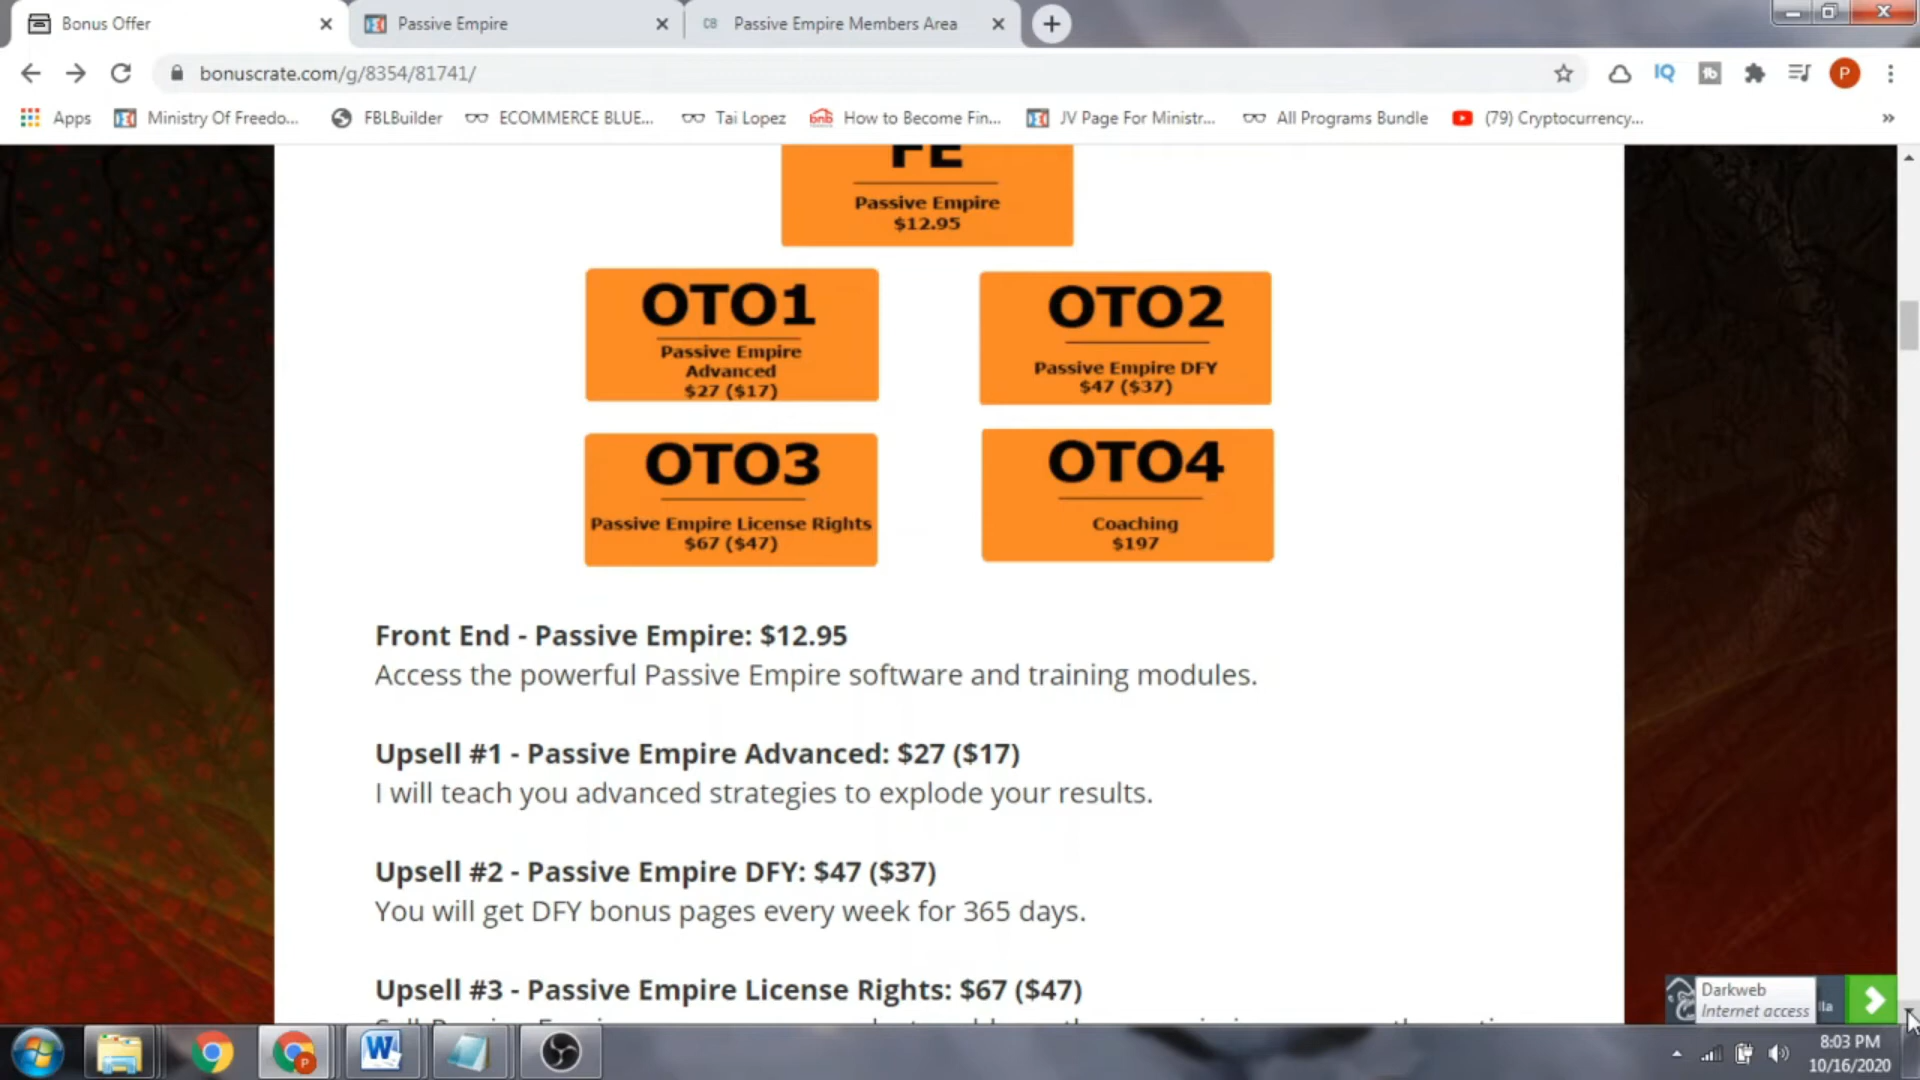 Bonus Offer
Passive Empire
CB Passive Empire Members Area
bonuscrate.com/g/8354/81741/
IQ
tb
P
Apps
Ministry Of Freedo...
FBLBuilder
ECOMMERCE BLUE...
Tai Lopez
bnb
How to Become Fin...
JV Page For Ministr...
All Programs Bundle
(79) Cryptocurrency...
»
FE
Passive Empire
$12.95
OTO1
Passive Empire
Advanced
$27 ($17)
OTO2
Passive Empire DFY
$47 ($37)
OTO3
Passive Empire License Rights
$67 ($47)
OTO4
Coaching
$197
Front End - Passive Empire: $12.95
Access the powerful Passive Empire software and training modules.
Upsell #1 - Passive Empire Advanced: $27 ($17)
I will teach you advanced strategies to explode your results.
Upsell #2 - Passive Empire DFY: $47 ($37)
You will get DFY bonus pages every week for 365 days.
Upsell #3 - Passive Empire License Rights: $67 ($47)
Darkweb
Internet access
lla
8:03 PM
10/16/2020